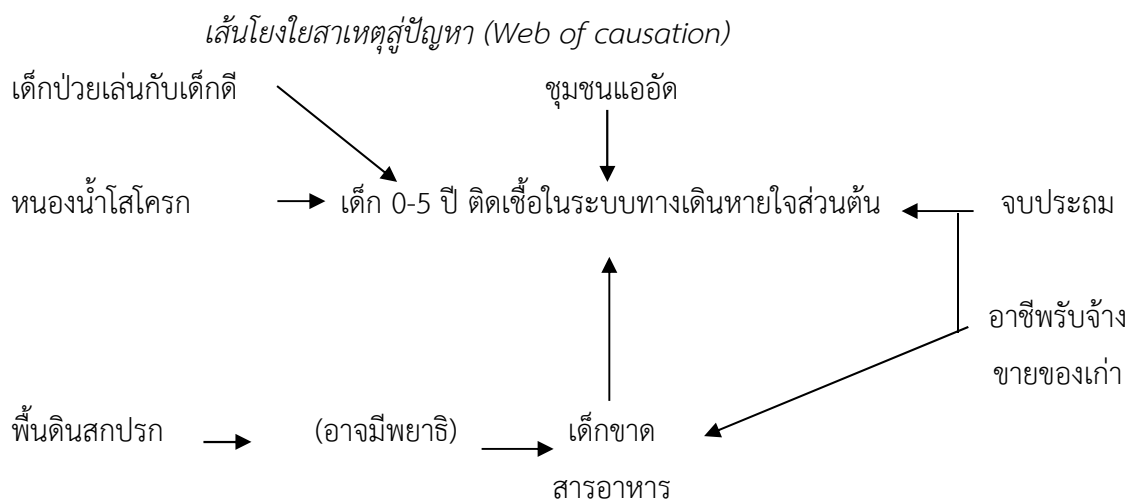 เส้นโยงใยสาเหตุสู่ปัญหา (Web of causation)
เด็กป่วยเล่นกับเด็กดี
ชุมชนแออัด
หนองน้ำโสโครก
เด็ก 0-5 ปี ติดเชื้อในระบบทางเดินหายใจส่วนต้น
จบประถม
อาชีพรับจ้าง
ขายของเก่า
พื้นดินสกปรก
(อาจมีพยาธิ)
เด็กขาด
สารอาหาร